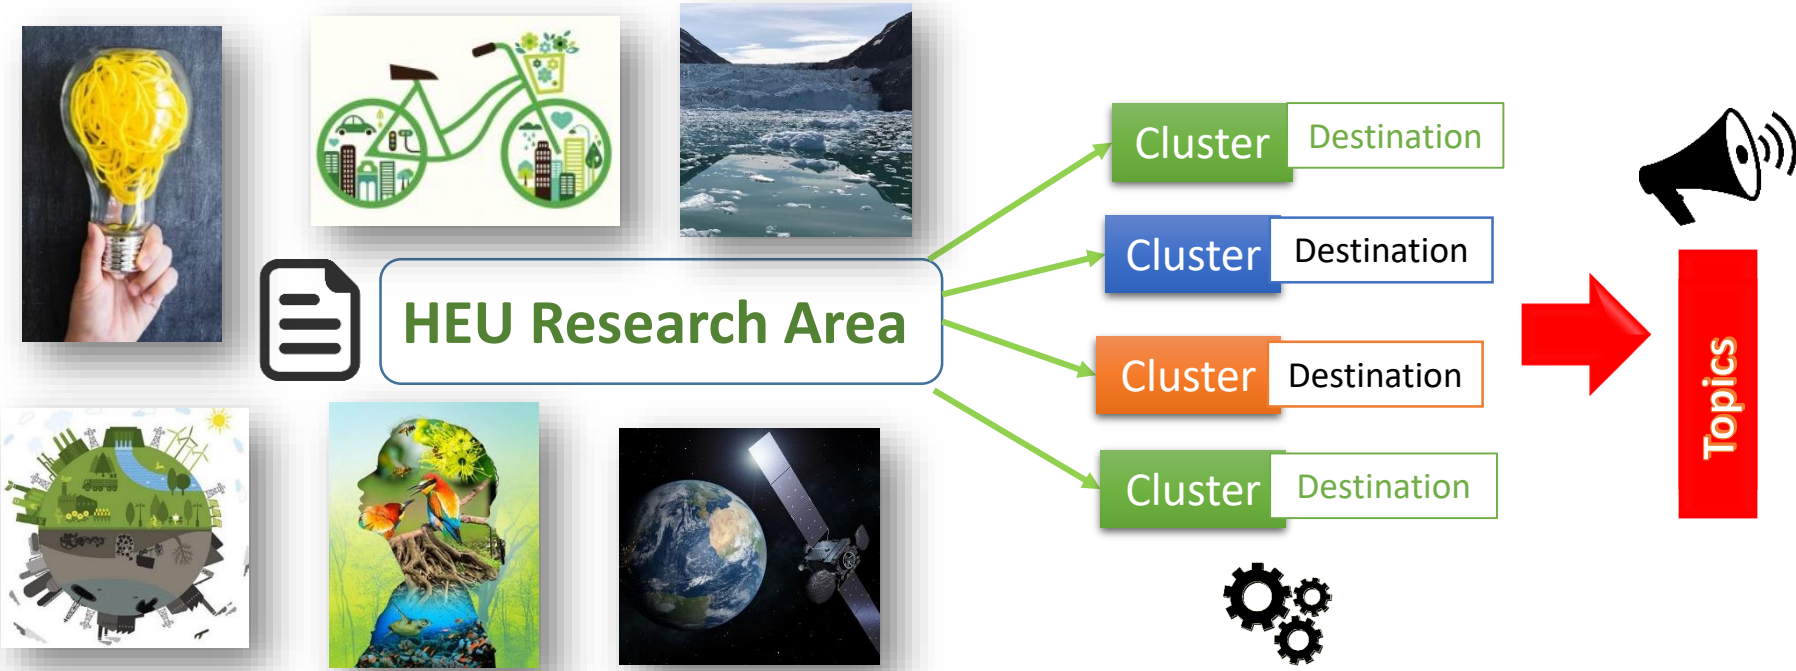 HEU Research Area
Cluster
Destination
Cluster
Destination
Cluster
Destination
Cluster
Destination
Topics